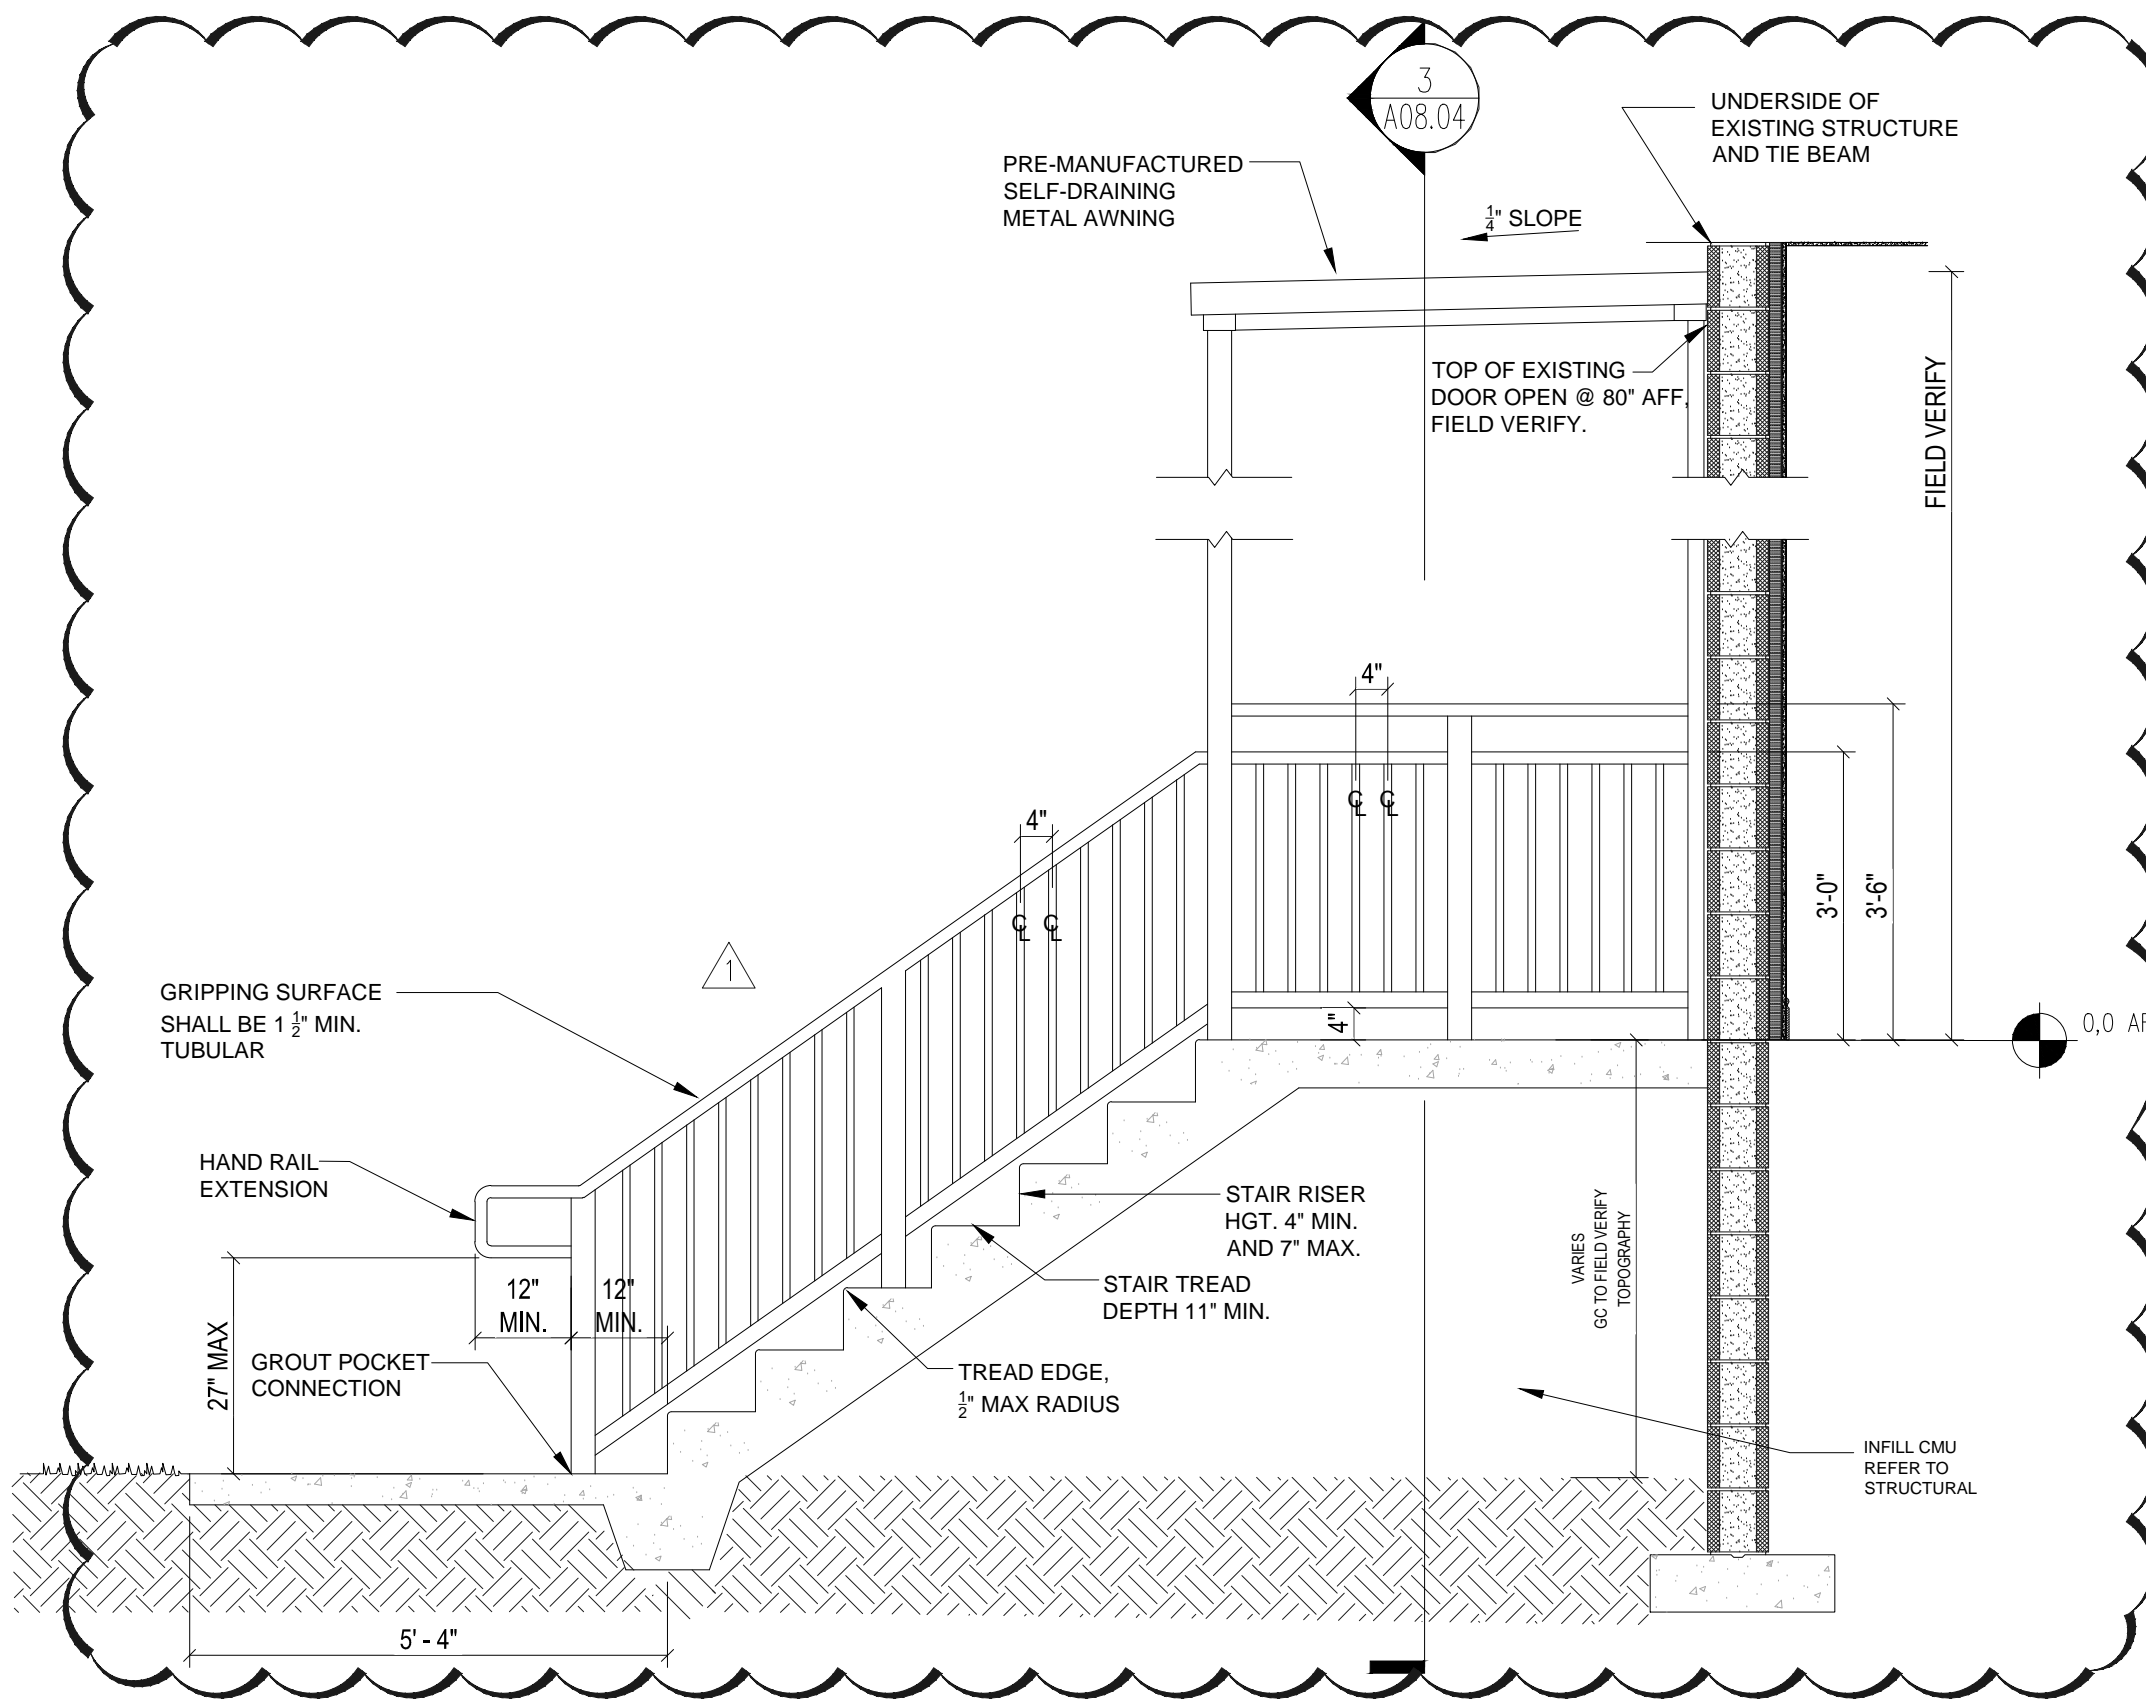 3
A08.04
UNDERSIDE OF
EXISTING STRUCTURE
AND TIE BEAM
PRE-MANUFACTURED
SELF-DRAINING
METAL AWNING
1/4" SLOPE
TOP OF EXISTING
DOOR OPEN @ 80" AFF,
FIELD VERIFY.
FIELD VERIFY
4"
4"
3'-0"
3'-6"
CL CL
CL CL
1
GRIPPING SURFACE
SHALL BE 1 1/2" MIN.
TUBULAR
4"
0,0 AF
HAND RAIL
EXTENSION
STAIR RISER
HGT. 4" MIN.
AND 7" MAX.
VARIES
GC TO FIELD VERIFY
TOPOGRAPHY
STAIR TREAD
DEPTH 11" MIN.
12"
MIN.
12"
MIN.
27" MAX
GROUT POCKET
CONNECTION
TREAD EDGE,
1/2" MAX RADIUS
INFILL CMU
REFER TO
STRUCTURAL
5' - 4"